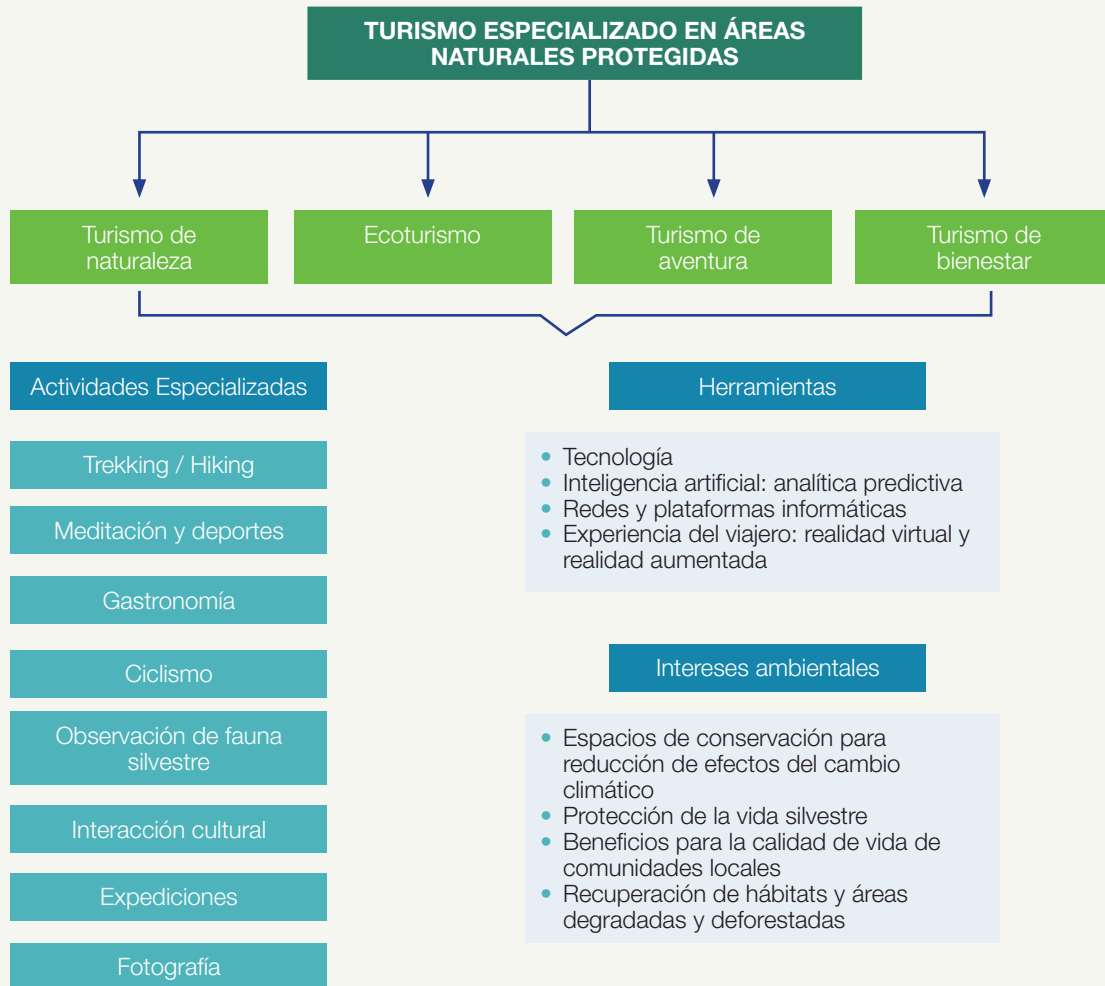 TURISMO ESPECIALIZADO EN ÁREAS
NATURALES PROTEGIDAS
Turismo de
naturaleza
Ecoturismo
Turismo de
aventura
Turismo de
bienestar
Actividades Especializadas
Trekking / Hiking
Meditación y deportes
Gastronomía
Ciclismo
Observación de fauna
silvestre
Interacción cultural
Expediciones
Fotografía
Herramientas
• Tecnología
• Inteligencia artificial: analítica predictiva
• Redes y plataformas informáticas
• Experiencia del viajero: realidad virtual y
realidad aumentada
Intereses ambientales
• Espacios de conservación para
reducción de efectos del cambio
climático
• Protección de la vida silvestre
• Beneficios para la calidad de vida de
comunidades locales
• Recuperación de hábitats y áreas
degradadas y deforestadas